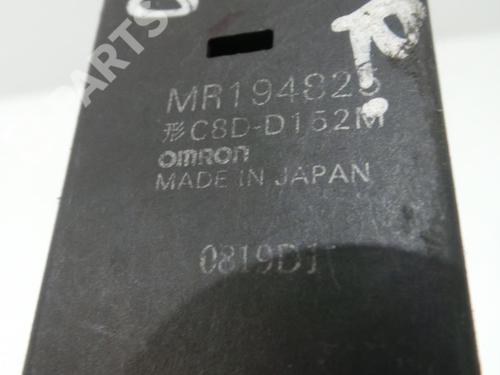 MR194825
形C8D-D152M
OMRON
MADE IN JAPAN
0819D1